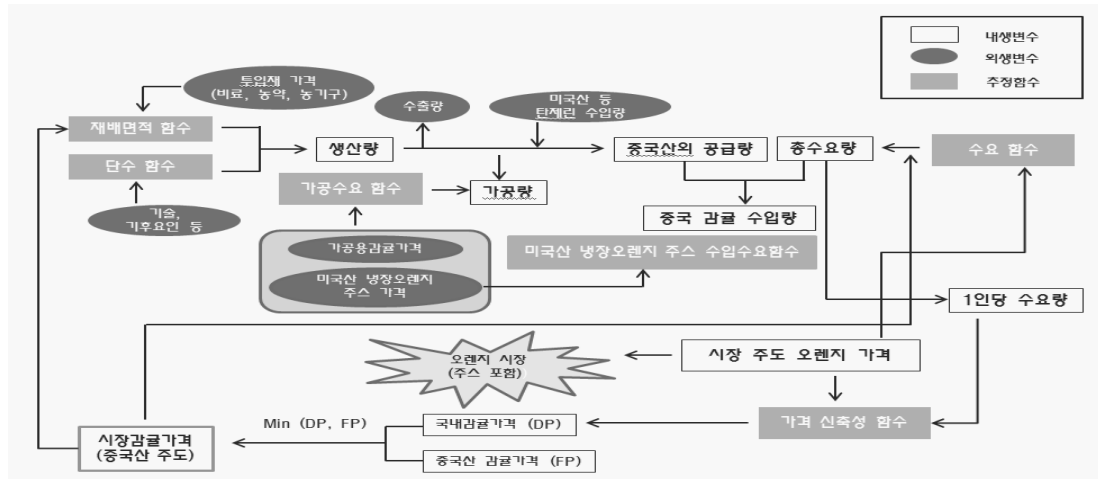 내생변수
외생변수
추정함수
투입재 가격
(비료, 농약, 농기구)
수출량
미국산 등
탄제린 수입량
재배면적 함수
단수 함수
생산량
중국산외 공급량
총수요량
수요 함수
가공수요 함수
가공량
기술,
기후요인 등
중국 감귤 수입량
가공용감귤가격
미국산 냉장오렌지
주스 가격
미국산 냉장오렌지 주스 수입수요함수
1인당 수요량
오렌지 시장
(주스 포함)
시장 주도 오렌지 가격
Min (DP, FP)
국내감귤가격 (DP)
가격 신축성 함수
시장감귤가격
(중국산 주도)
중국산 감귤가격 (FP)